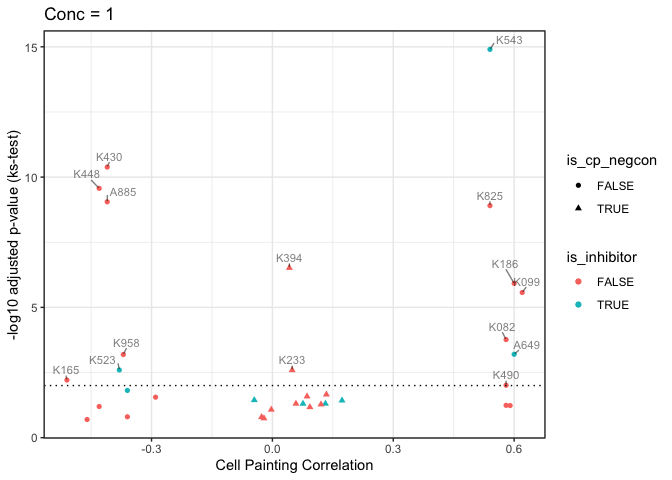 Conc = 1
15
10
5
0
-log10 adjusted p-value (ks-test)
K543
K430
K448
A885
K825
K394
K186
K099
K082
A649
K958
K523
K165
K233
K490
-0.3
0.0
0.3
0.6
Cell Painting Correlation
is_cp_negcon
FALSE
TRUE
is_inhibitor
FALSE
TRUE